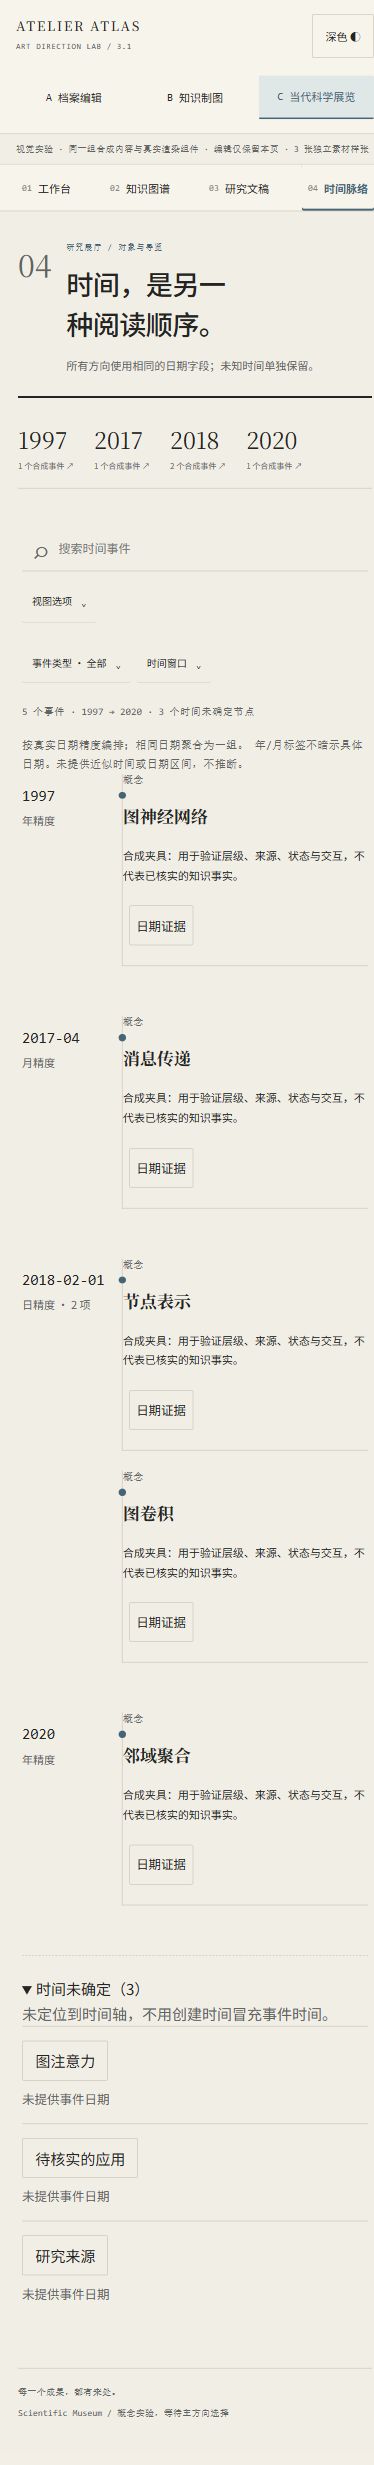 ATELIER ATLAS
ART DIRECTION LAB / 3.1
深色
A 档案编辑
B 知识制图
C 当代科学展览
视觉实验 · 同一组合成内容与真实渲染组件 · 编辑仅保留本页 · 3 张独立素材样张
01 工作台
02 知识图谱
03 研究文稿
04 时间脉络
研究展厅 / 对象与导览
04
时间，是另一
种阅读顺序。
所有方向使用相同的日期字段；未知时间单独保留。
1997
1 个合成事件 ↗
2017
1 个合成事件 ↗
2018
2 个合成事件 ↗
2020
1 个合成事件 ↗
搜索时间事件
视图选项
事件类型 · 全部
时间窗口
5 个事件 · 1997 → 2020 · 3 个时间未确定节点
按真实日期精度编排；相同日期聚合为一组。 年/月标签不暗示具体
日期。未提供近似时间或日期区间，不推断。
概念
1997
年精度
图神经网络
合成夹具：用于验证层级、来源、状态与交互，不
代表已核实的知识事实。
日期证据
概念
2017-04
月精度
消息传递
合成夹具：用于验证层级、来源、状态与交互，不
代表已核实的知识事实。
日期证据
概念
2018-02-01
日精度 · 2 项
节点表示
合成夹具：用于验证层级、来源、状态与交互，不
代表已核实的知识事实。
日期证据
概念
图卷积
合成夹具：用于验证层级、来源、状态与交互，不
代表已核实的知识事实。
日期证据
概念
2020
年精度
邻域聚合
合成夹具：用于验证层级、来源、状态与交互，不
代表已核实的知识事实。
日期证据
▼ 时间未确定（3）
未定位到时间轴，不用创建时间冒充事件时间。
图注意力
未提供事件日期
待核实的应用
未提供事件日期
研究来源
未提供事件日期
每一个成果，都有来处。
Scientific Museum / 概念实验，等待主方向选择